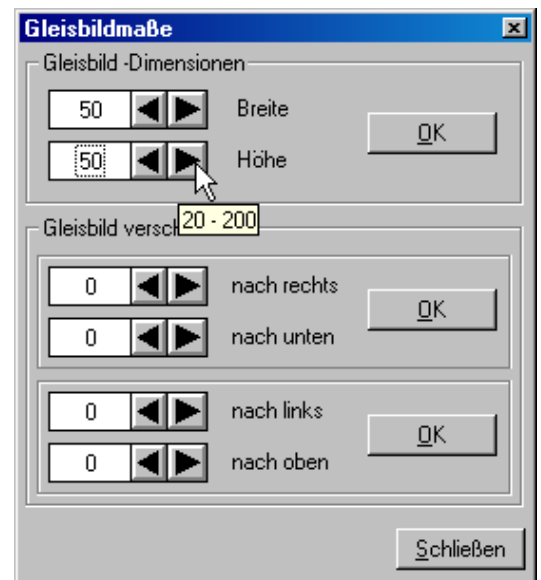 Gleisbildmaße
Gleisbild -Dimensionen
50 Breite
OK
50 Höhe
20 - 200
Gleisbild versch
0 nach rechts
OK
0 nach unten
0 nach links
OK
0 nach oben
Schließen